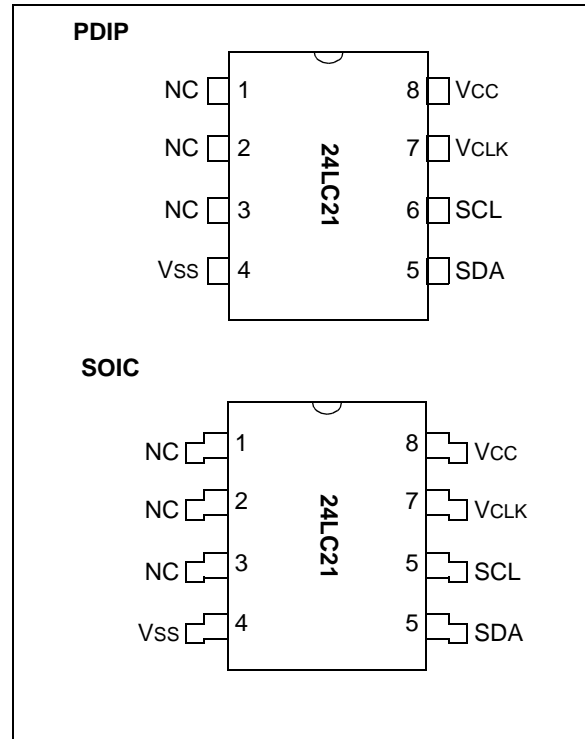 PDIP
NC 1 8 VCC
NC 2 7 VCLK
NC 3 6 SCL
VSS 4 5 SDA
24LC21
SOIC
NC 1 8 VCC
NC 2 7 VCLK
NC 3 5 SCL
VSS 4 5 SDA
24LC21